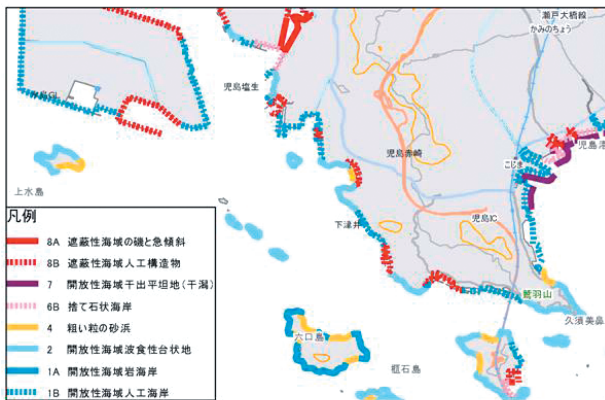 瀬戸大橋線
かみのちょう
児島塩生
児島赤崎
児島港
こじま
上水島
下津井
児島IC
鷲羽山
久須美鼻
六口島
櫃石島
凡例
8A 遮蔽性海域の磯と急傾斜
8B 遮蔽性海域人工構造物
7 開放性海域干出平坦地(干潟)
6B 捨て石状海岸
4 粗い粒の砂浜
2 開放性海域波食性台状地
1A 開放性海域岩海岸
1B 開放性海域人工海岸